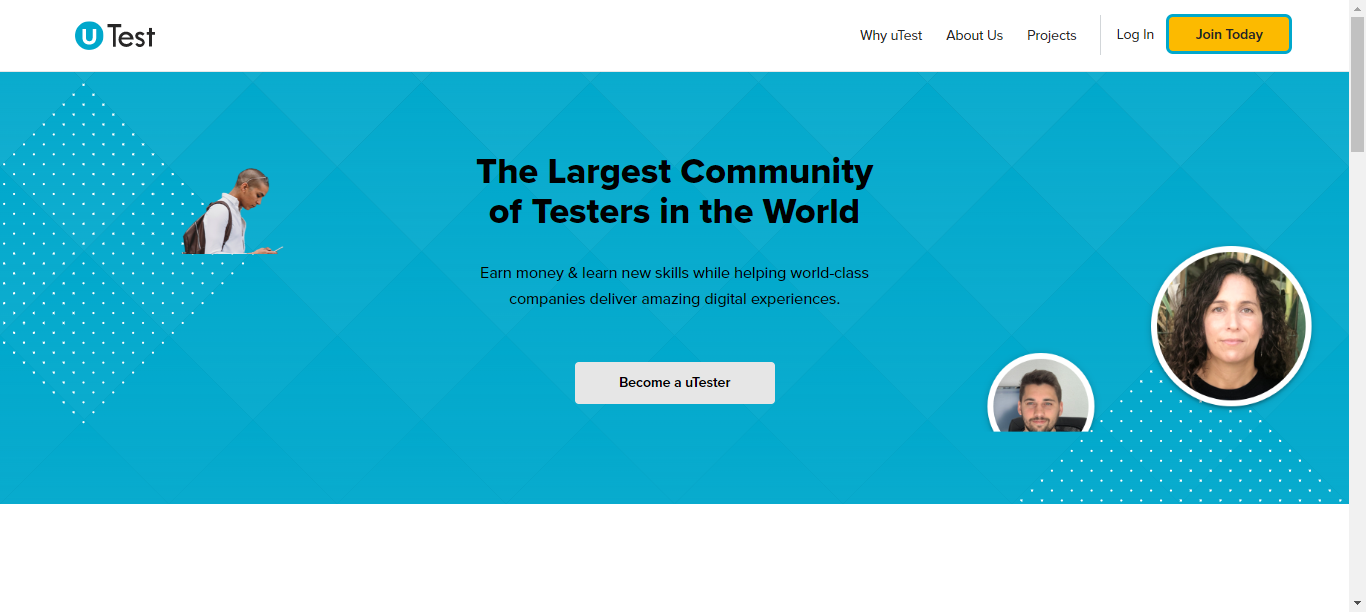 uTest
Why uTest
About Us
Projects
Log In
Join Today
The Largest Community
of Testers in the World
Earn money & learn new skills while helping world-class
companies deliver amazing digital experiences.
Become a uTester